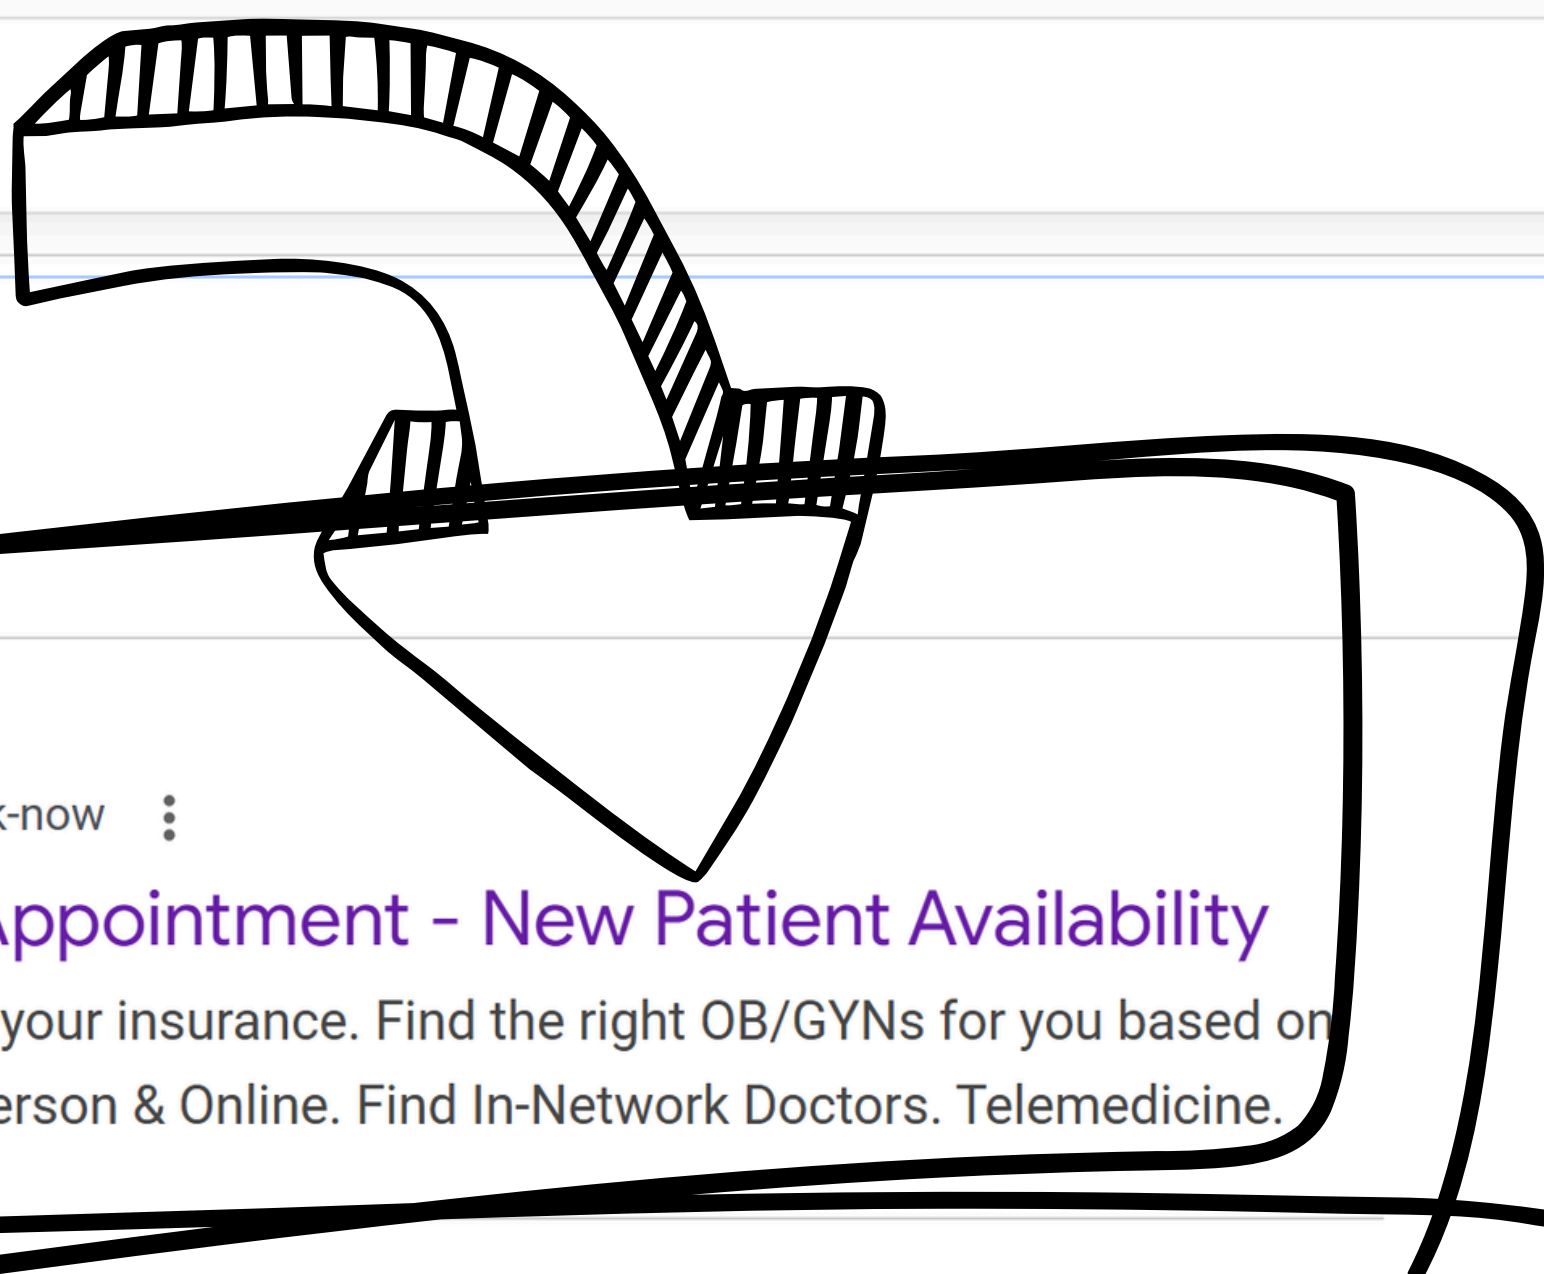 k-now
Appointment - New Patient Availability
your insurance. Find the right OB/GYNs for you based on
erson & Online. Find In-Network Doctors. Telemedicine.